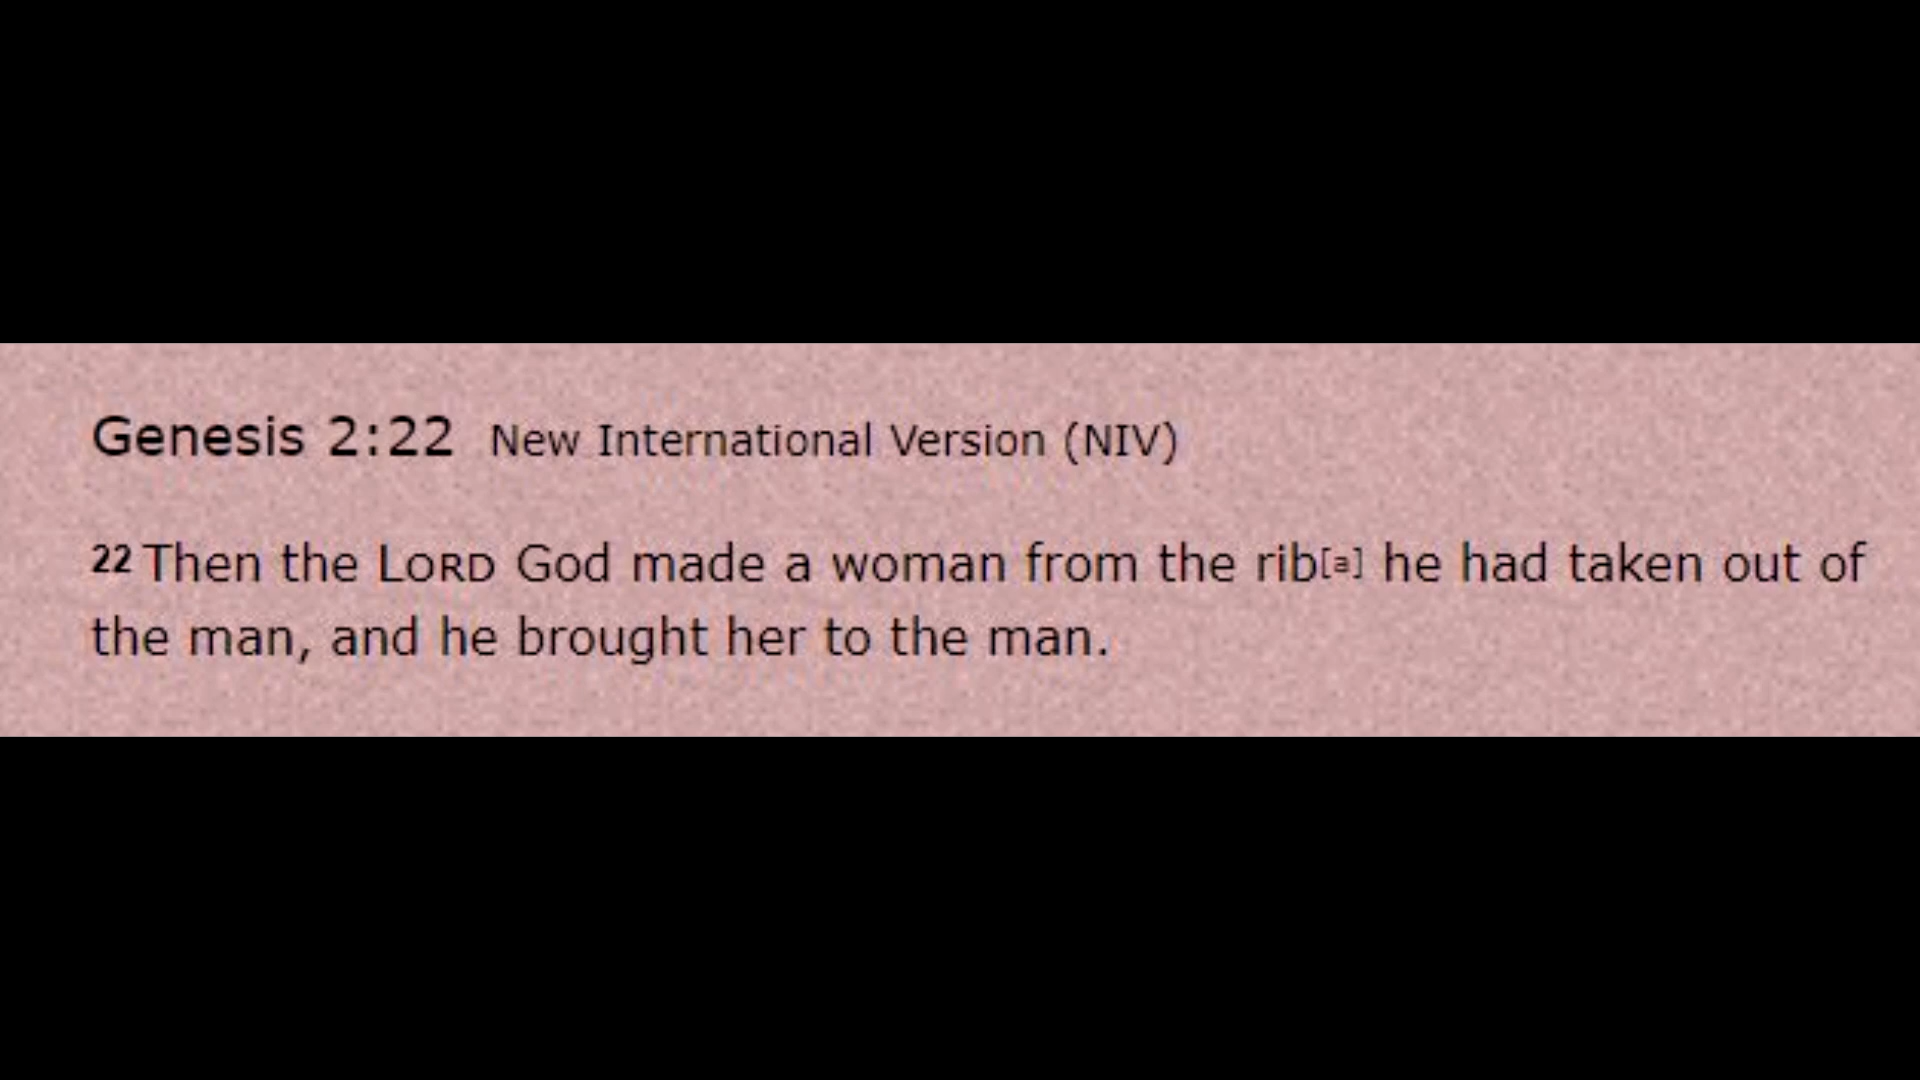 Genesis 2:22 New International Version (NIV)
22 Then the LORD God made a woman from the rib[a] he had taken out of
the man, and he brought her to the man.